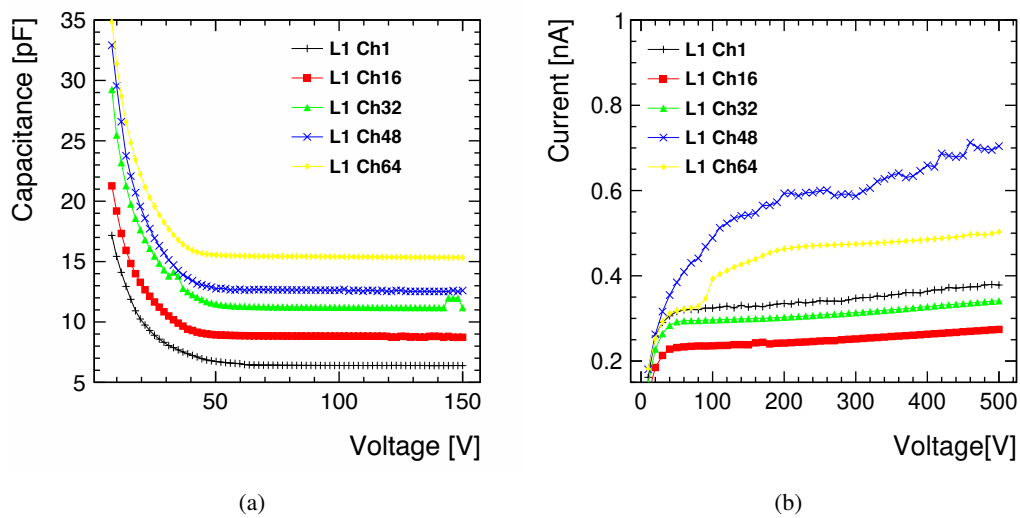 Capacitance [pF]
35
30
25
20
15
10
5
50
100
150
Voltage [V]
L1 Ch1
L1 Ch16
L1 Ch32
L1 Ch48
L1 Ch64
(a)
Current [nA]
1
0.8
0.6
0.4
0.2
0
100
200
300
400
500
Voltage[V]
L1 Ch1
L1 Ch16
L1 Ch32
L1 Ch48
L1 Ch64
(b)